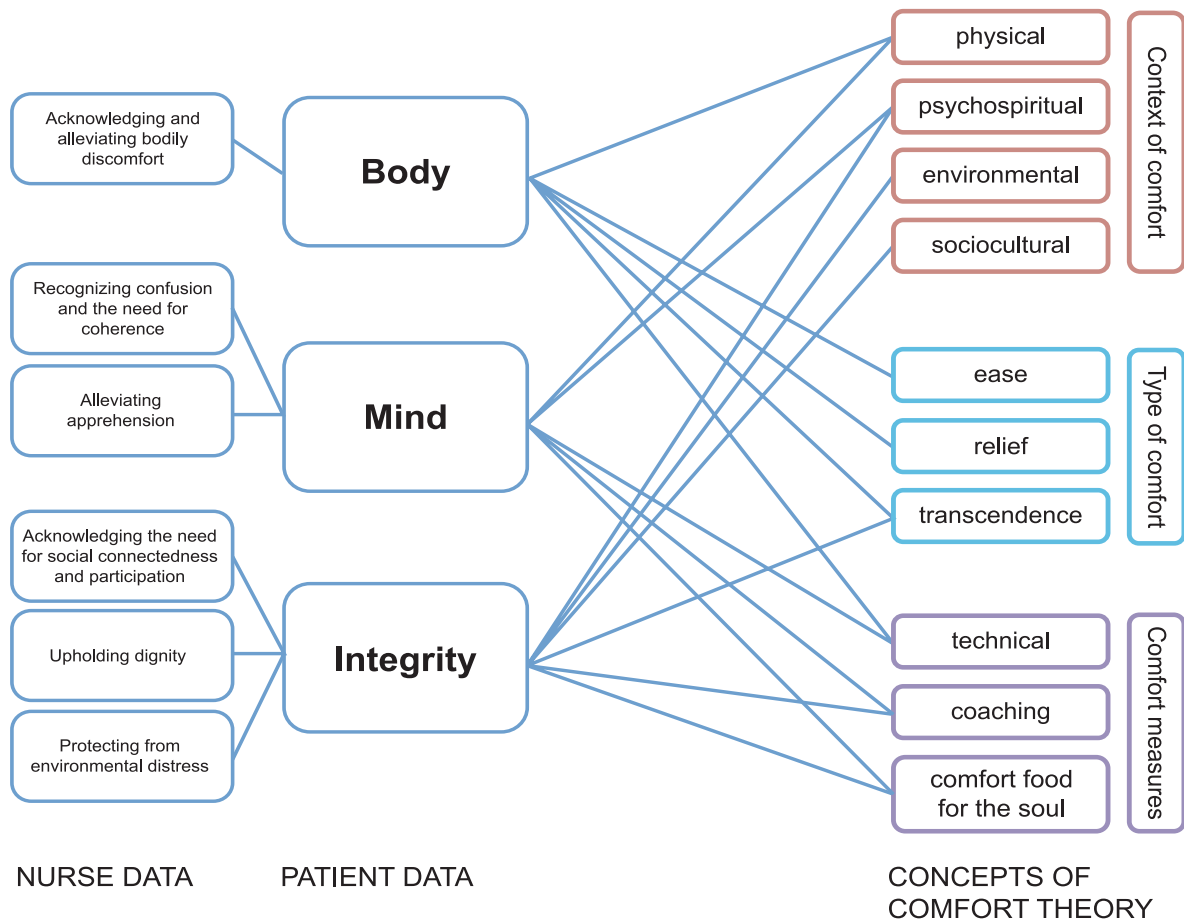 Acknowledging and
alleviating bodily
discomfort
Recognizing confusion
and the need for
coherence
Alleviating
apprehension
Acknowledging the need
for social connectedness
and participation
Upholding dignity
Protecting from
environmental distress
NURSE DATA
Body
Mind
Integrity
PATIENT DATA
physical
psychospiritual
environmental
sociocultural
Context of comfort
ease
relief
transcendence
Type of comfort
technical
coaching
comfort food
for the soul
Comfort measures
CONCEPTS OF
COMFORT THEORY